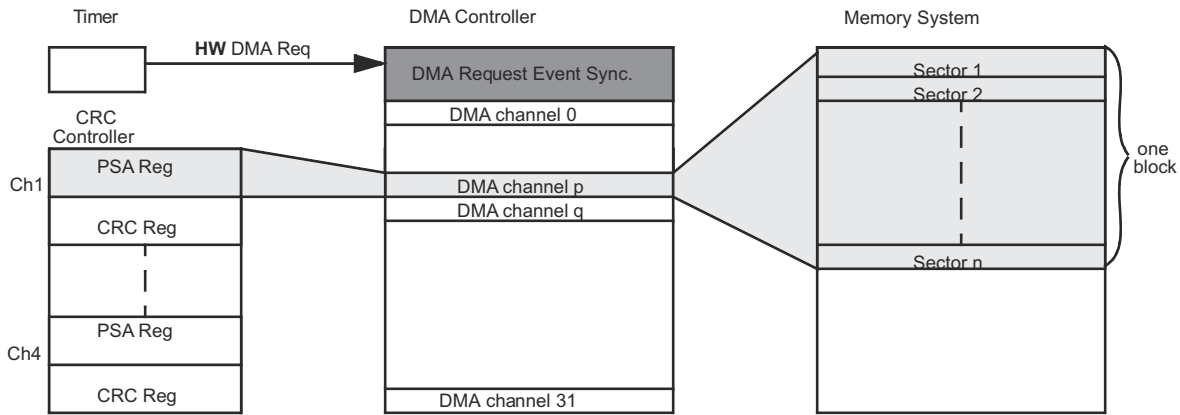 Timer
DMA Controller
Memory System
HW DMA Req
DMA Request Event Sync.
Sector 1
Sector 2
DMA channel 0
CRC
Controller
one
block
PSA Reg
Ch1
DMA channel p
CRC Reg
DMA channel q
Sector n
PSA Reg
Ch4
CRC Reg
DMA channel 31